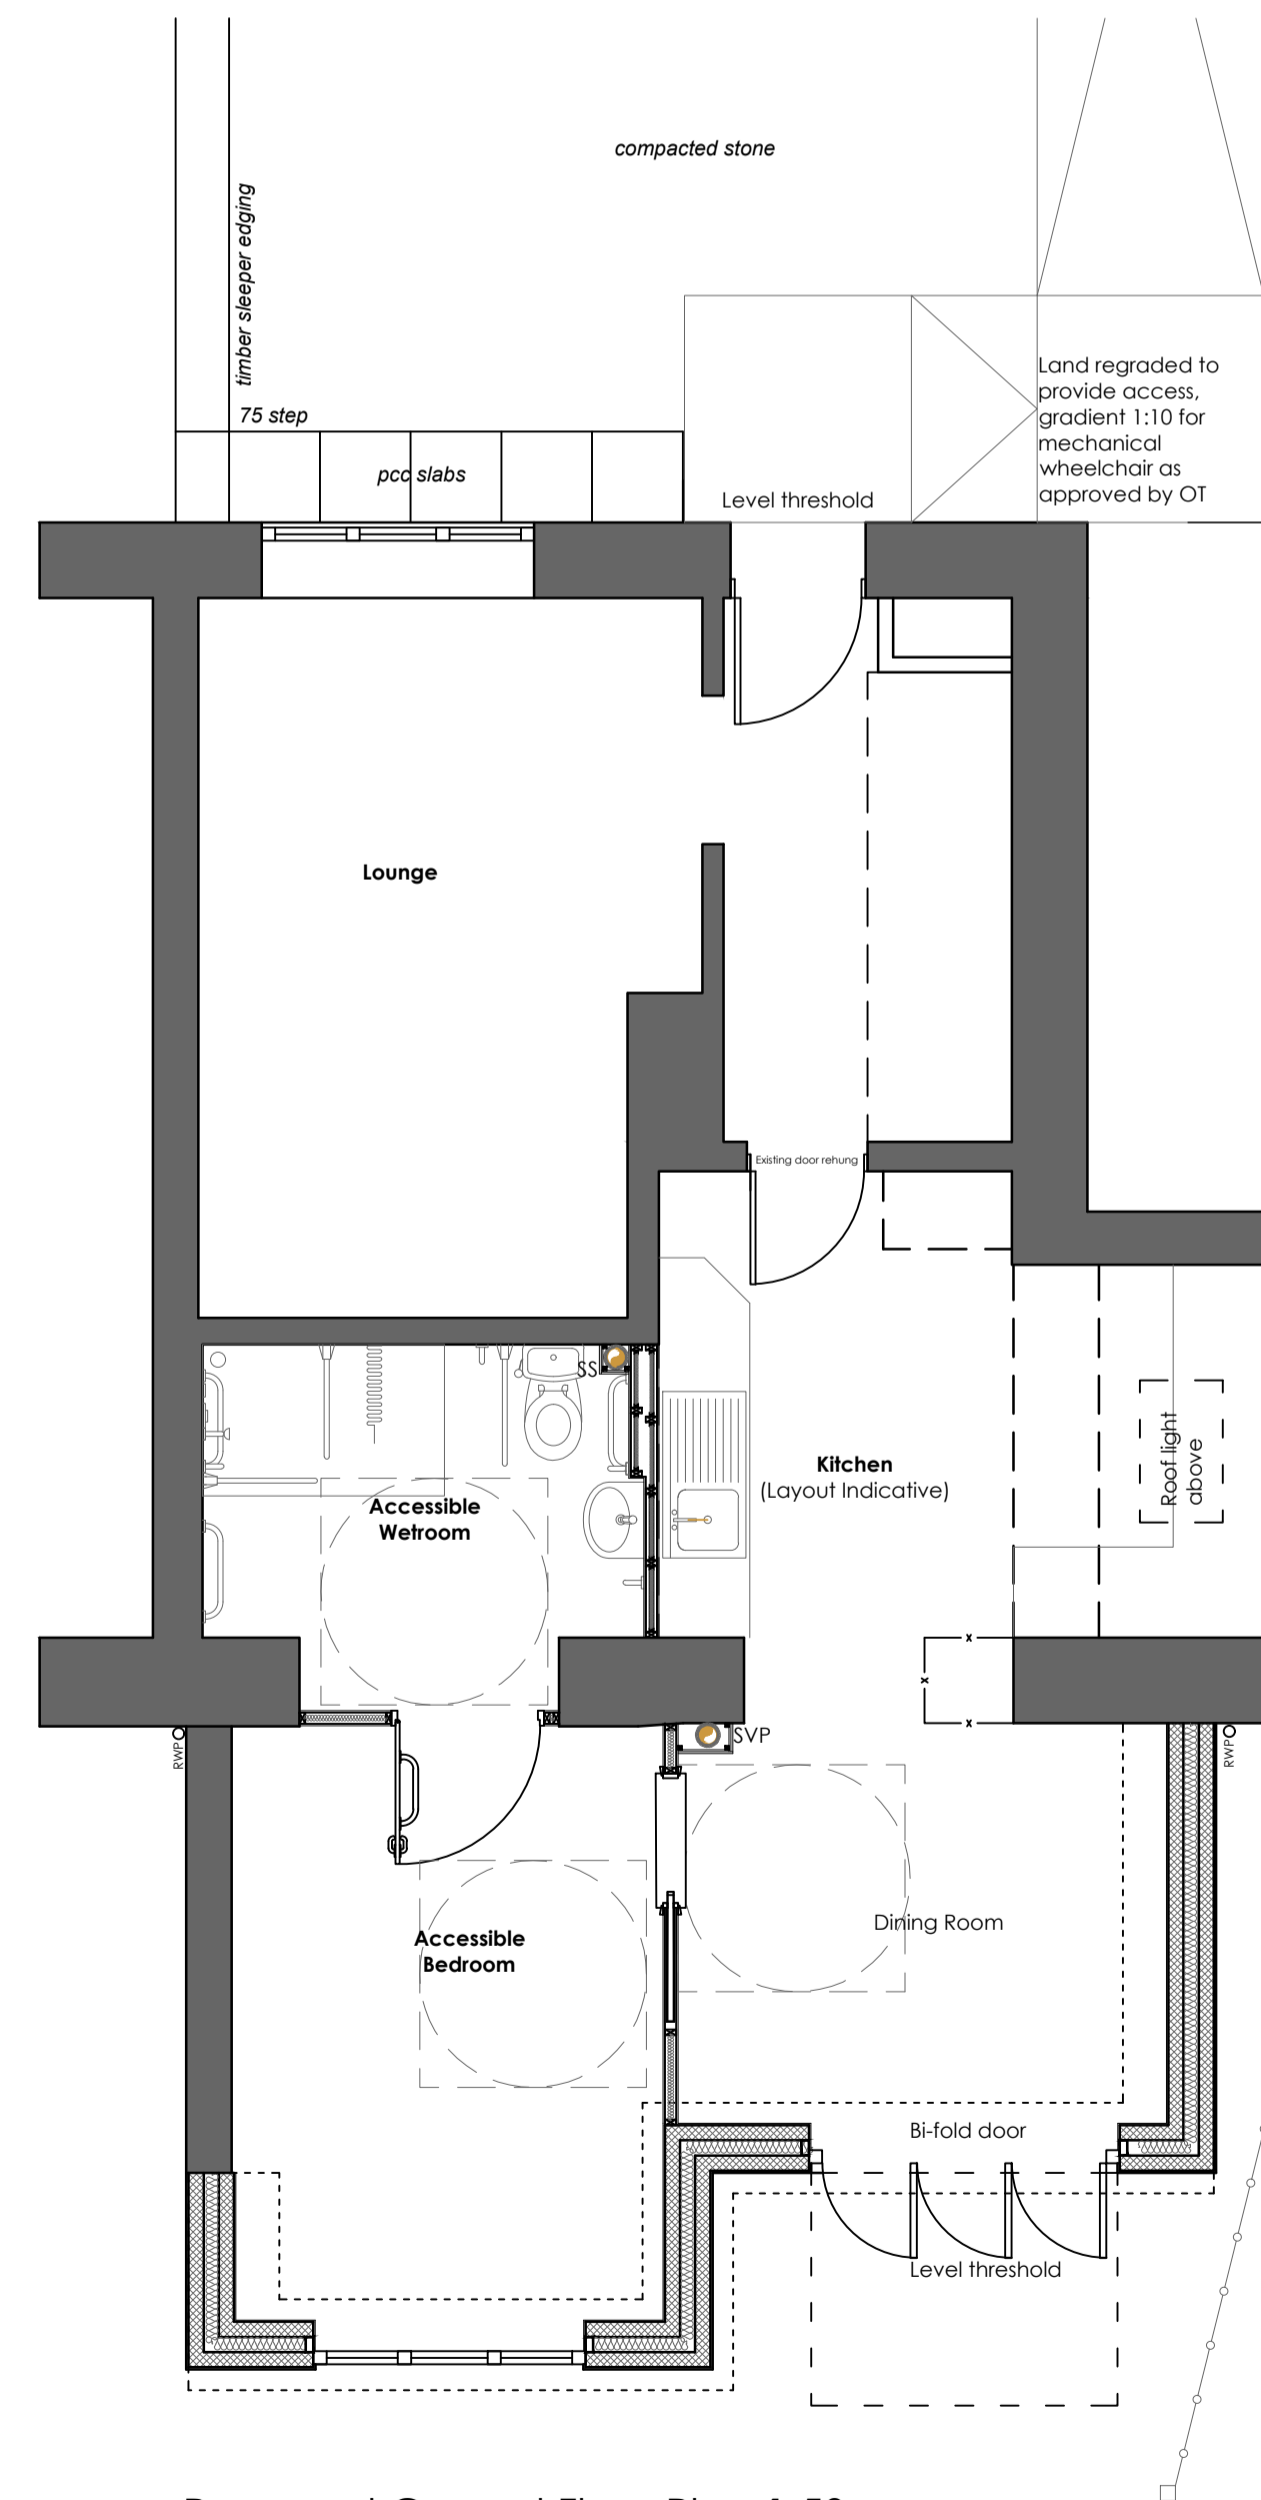 compacted stone
timber sleeper edging
75 step
pcc slabs
Land regraded to
provide access,
gradient 1:10 for
mechanical
wheelchair as
approved by OT
Level threshold
Lounge
Existing door rehung
SS
Kitchen
(Layout Indicative)
Roof light
above
Accessible
Wetroom
RWP
SVP
RWP
Dining Room
Accessible
Bedroom
Bi-fold door
Level threshold